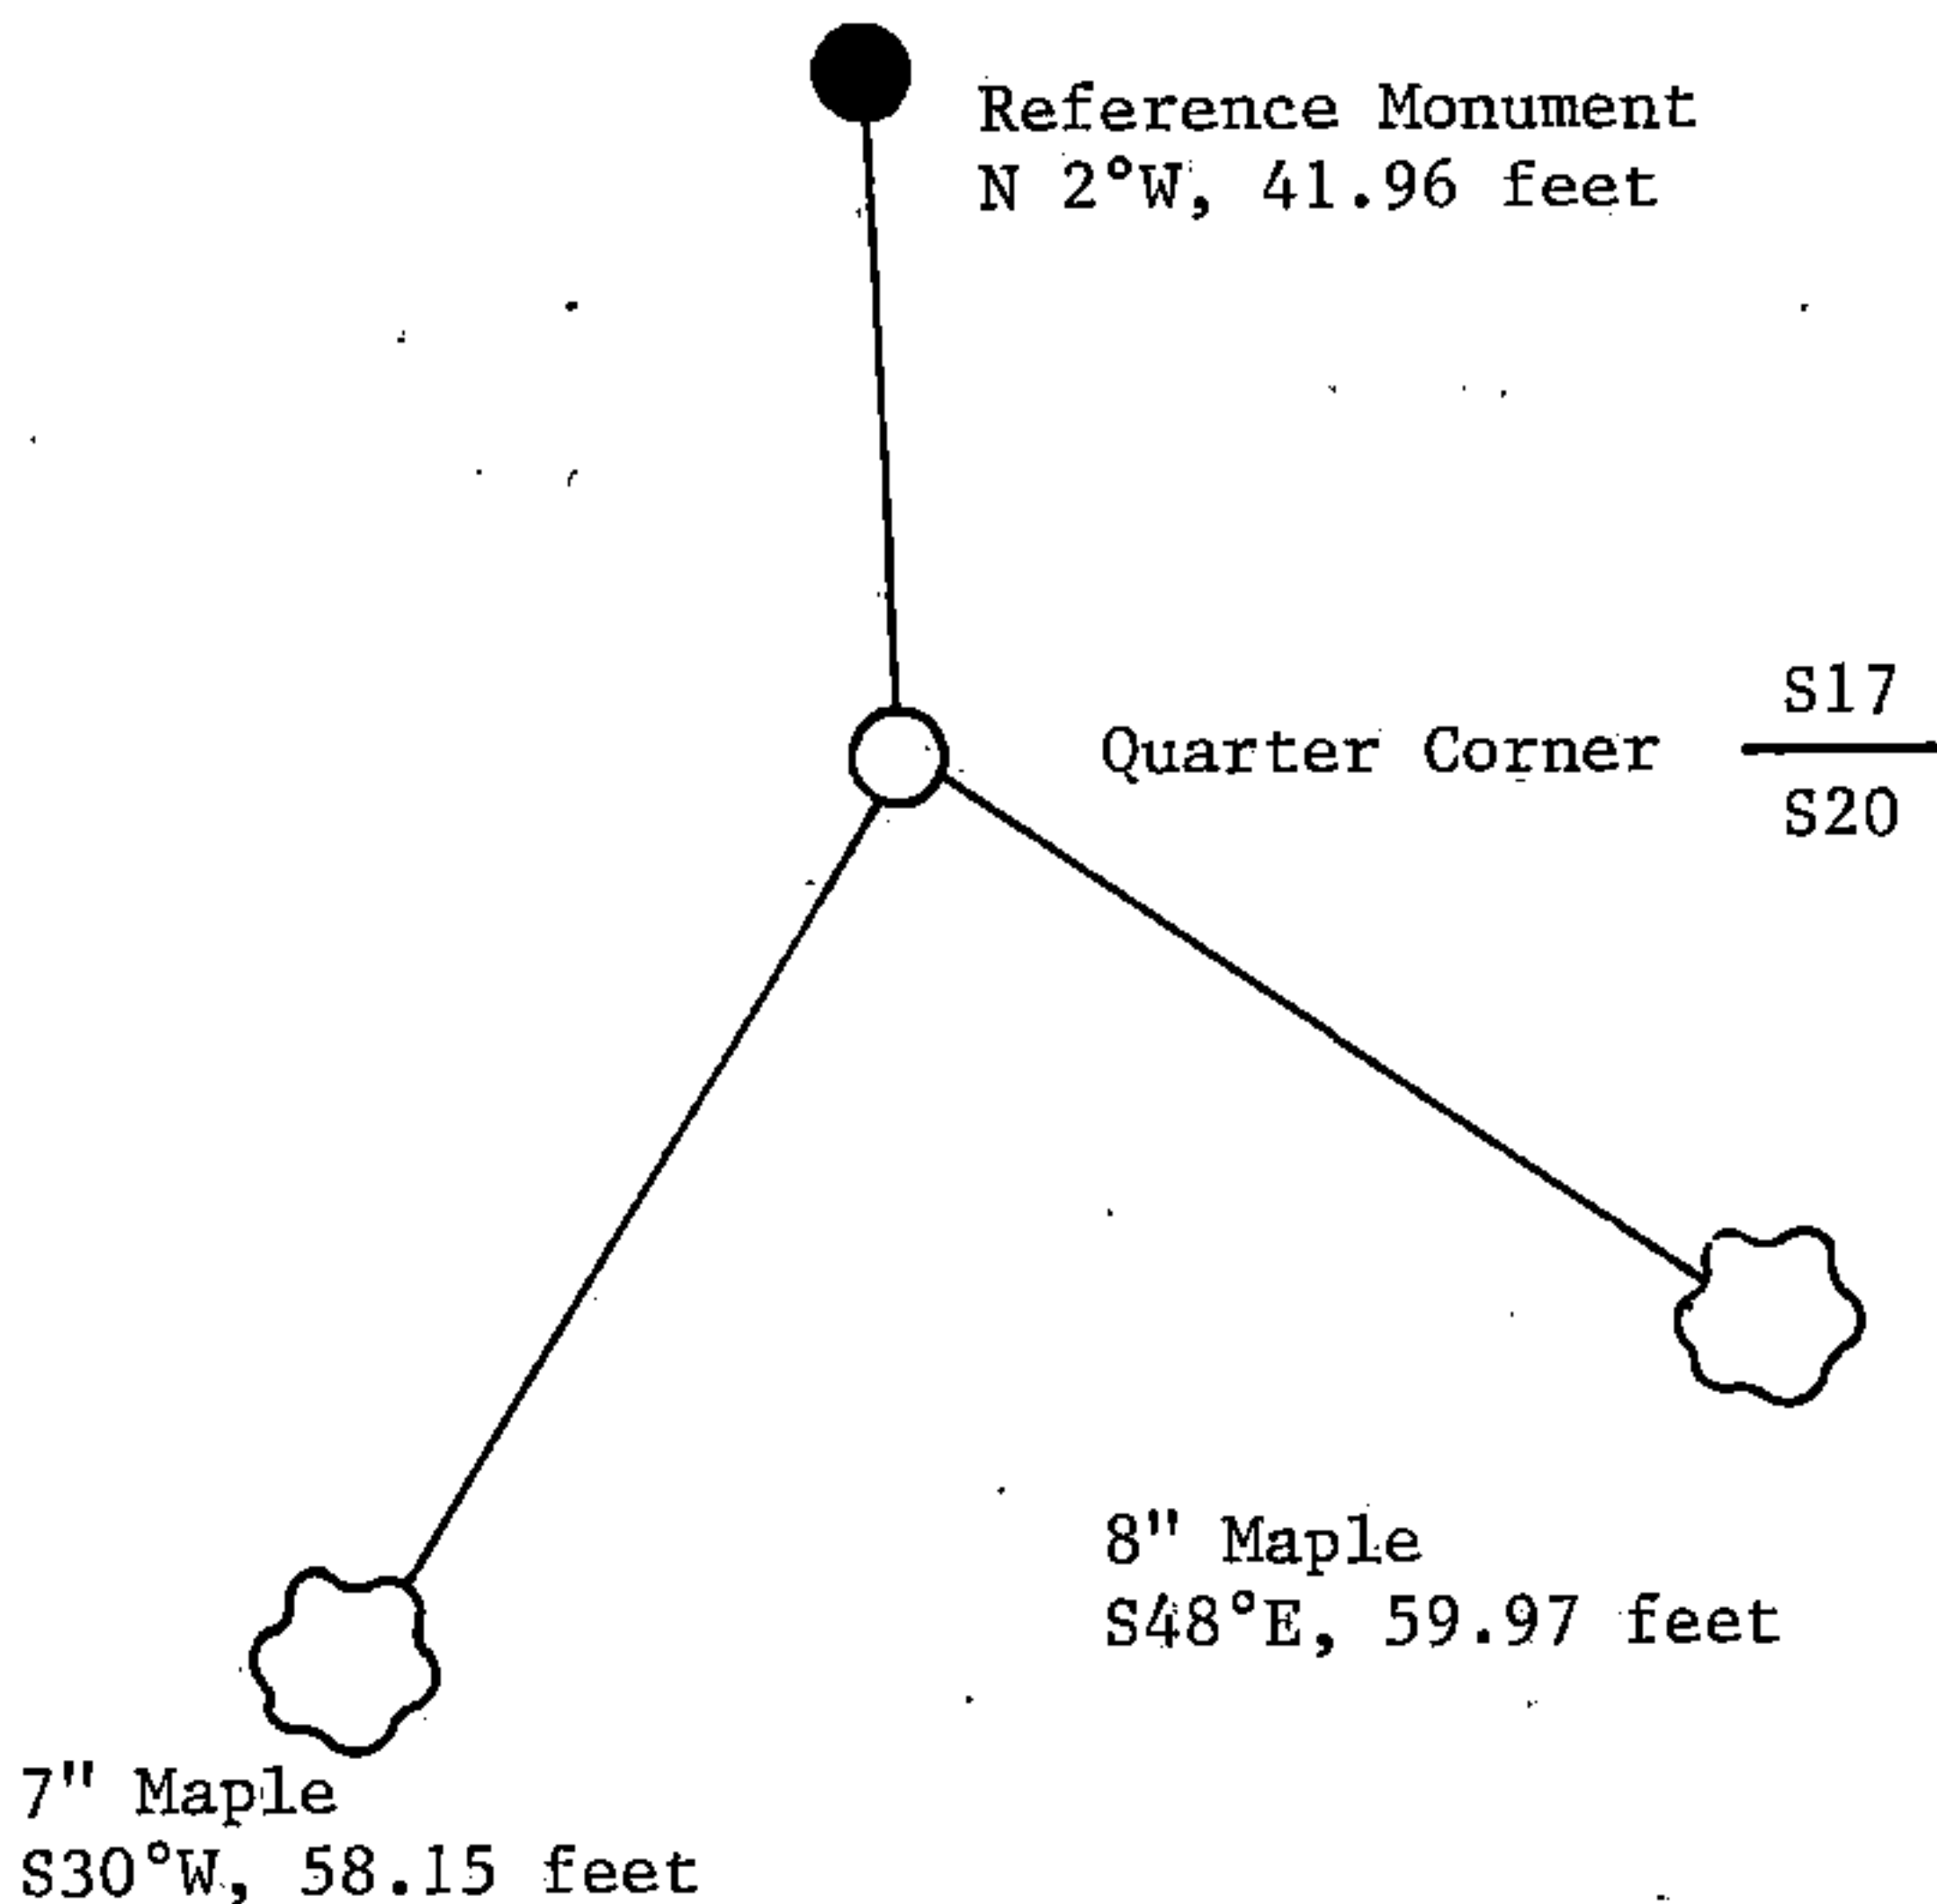 Reference Monument
N 2°W, 41.96 feet
Quarter Corner
S17
S20
8" Maple
S48°E, 59.97 feet
7" Maple
S30°W, 58.15 feet